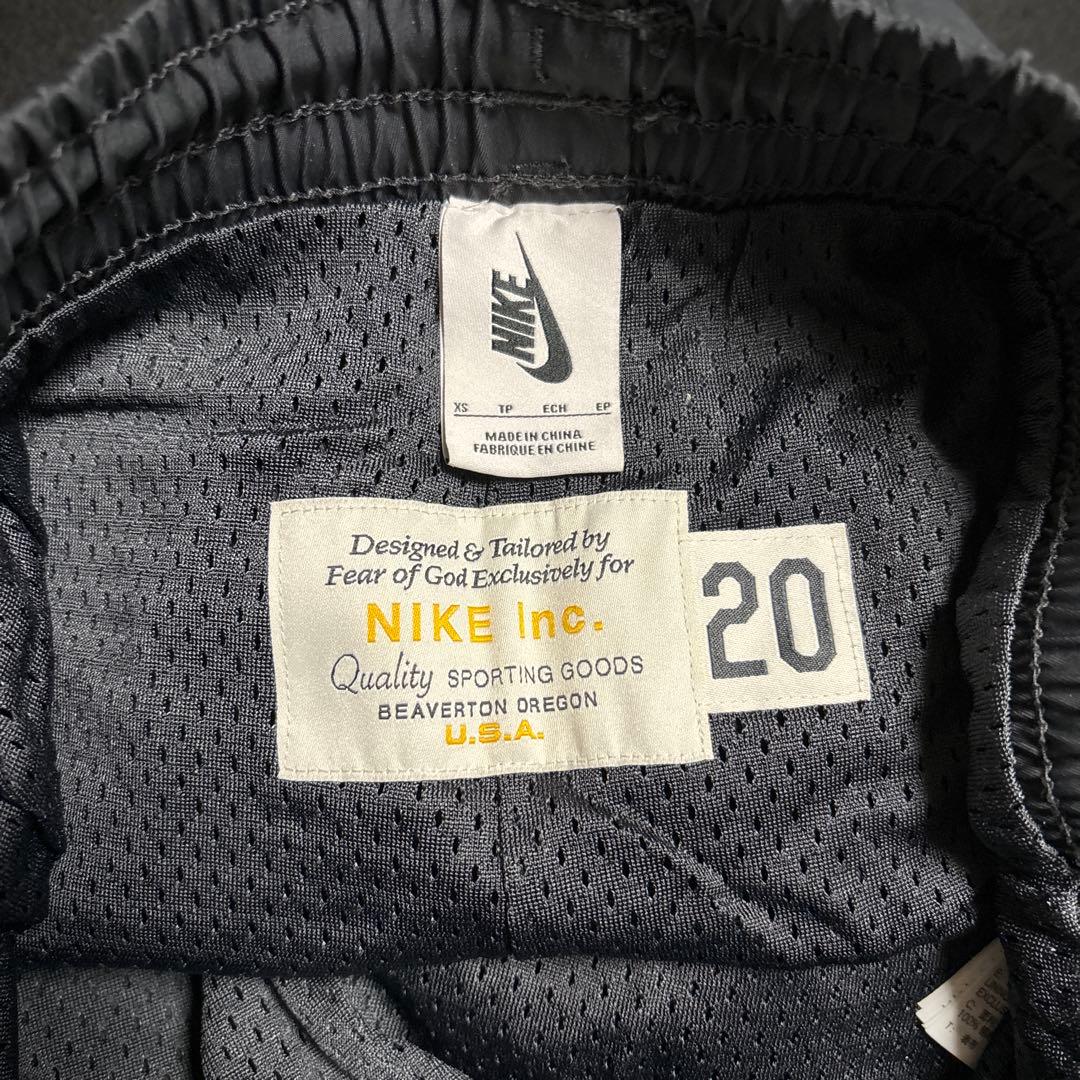 NIKE
XS TP ECH EP
MADE IN CHINA
FABRIQUE EN CHINE
Designed & Tailored by
Fear of God Exclusively for
NIKE Inc.
Quality SPORTING GOODS
BEAVERTON OREGON
U.S.A.
20
100%